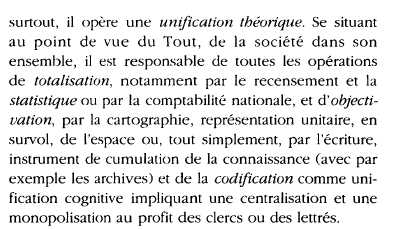 surtout, il opère une unification théorique. Se situant
au point de vue du Tout, de la société dans son
ensemble, il est responsable de toutes les opérations
de totalisation, notamment par le recensement et la
statistique ou par la comptabilité nationale, et d'objecti-
vation, par la cartographie, représentation unitaire, en
survol, de l'espace ou, tout simplement, par l'écriture,
instrument de cumulation de la connaissance (avec par
exemple les archives) et de la codification comme uni-
fication cognitive impliquant une centralisation et une
monopolisation au profit des clercs ou des lettrés.